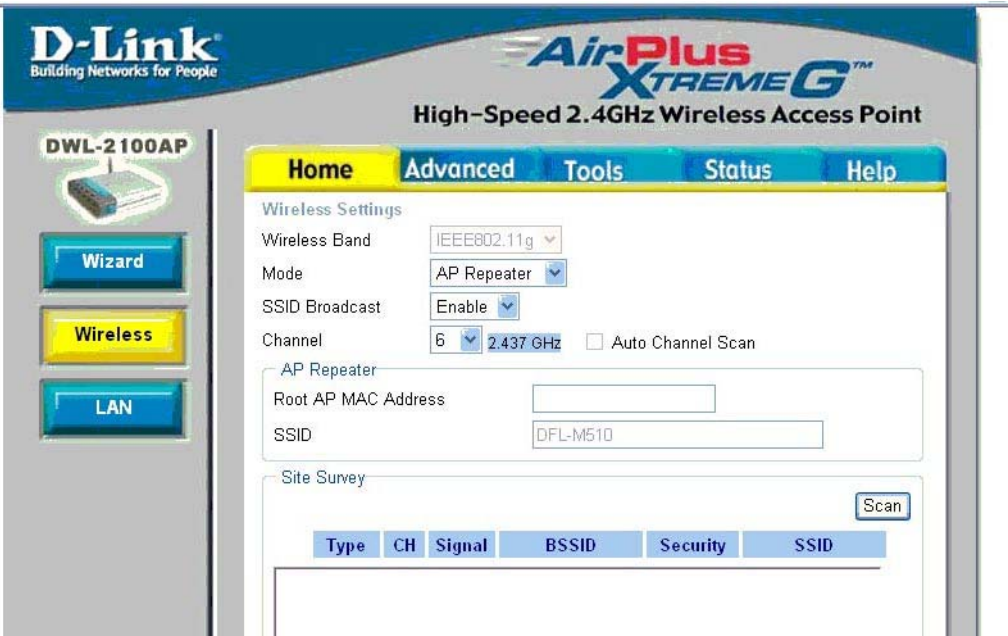 D-Link
Building Networks for People
AirPlus
XTREME G™
High-Speed 2.4GHz Wireless Access Point
DWL-2100AP
Home Advanced Tools Status Help
Wizard
Wireless
LAN
Wireless Settings
Wireless Band IEEE802.11g
Mode AP Repeater
SSID Broadcast Enable
Channel 6 2.437 GHz Auto Channel Scan
AP Repeater
Root AP MAC Address
SSID DFL-M510
Site Survey
Scan
Type CH Signal BSSID Security SSID